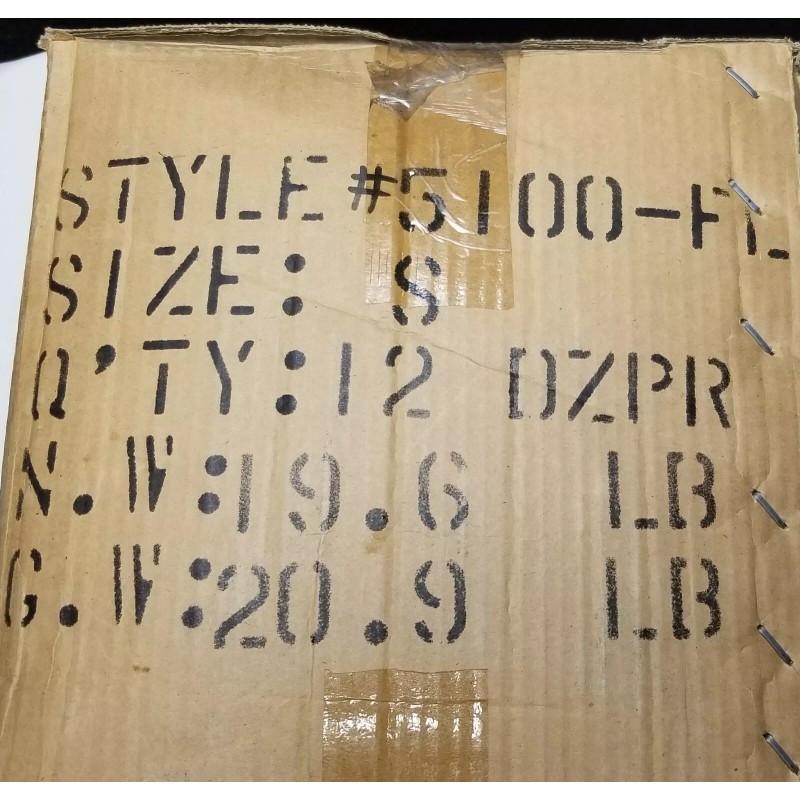 STYLE #5100-FL
SIZE: S
Q'TY:12 DZPR
N.W:19.6 LB
G.W:20.9 LB